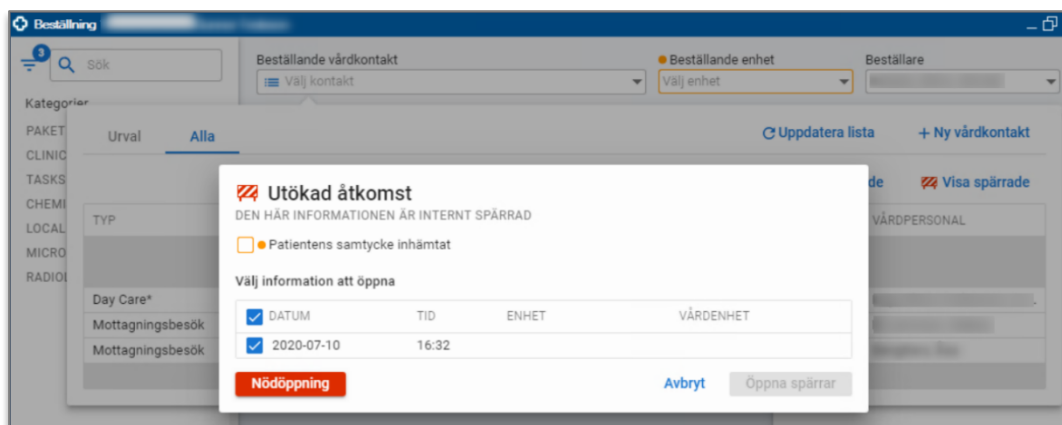 Beställning
3
Sök
Beställande vårdkontakt
Beställande enhet
Beställare
Välj kontakt
Välj enhet
Kategorier
PAKET
CLINIC
TASKS
CHEMI
LOCAL
MICRO
RADIOL
Urval
Alla
Uppdatera lista
+ Ny vårdkontakt
de
Visa spärrade
TYP
VÅRDPERSONAL
Day Care*
Mottagningsbesök
Mottagningsbesök
Utökad åtkomst
DEN HÄR INFORMATIONEN ÄR INTERNT SPÄRRAD
Patientens samtycke inhämtat
Välj information att öppna
DATUM TID ENHET VÅRDENHET
2020-07-10 16:32
Nödöppning
Avbryt
Öppna spärrar